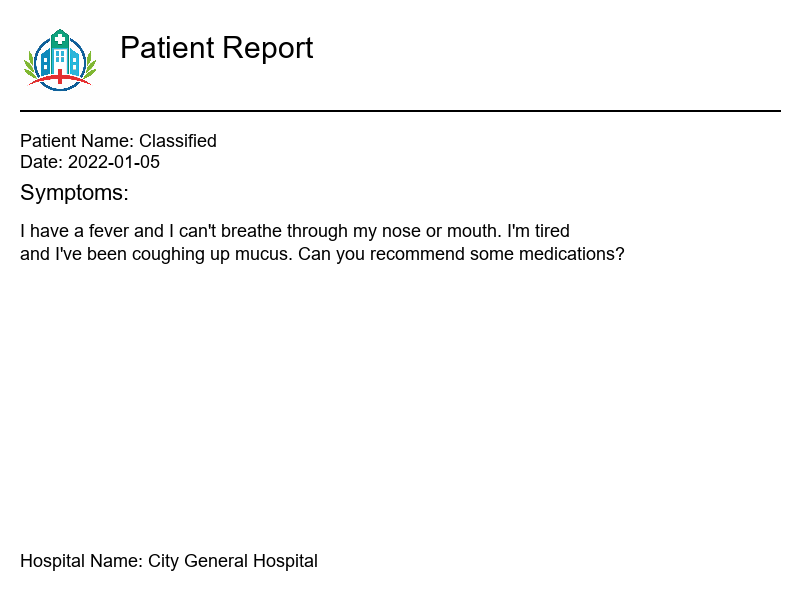 Patient Report
Patient Name: Classified
Date: 2022-01-05
Symptoms:
I have a fever and I can't breathe through my nose or mouth. I'm tired
and I've been coughing up mucus. Can you recommend some medications?
Hospital Name: City General Hospital